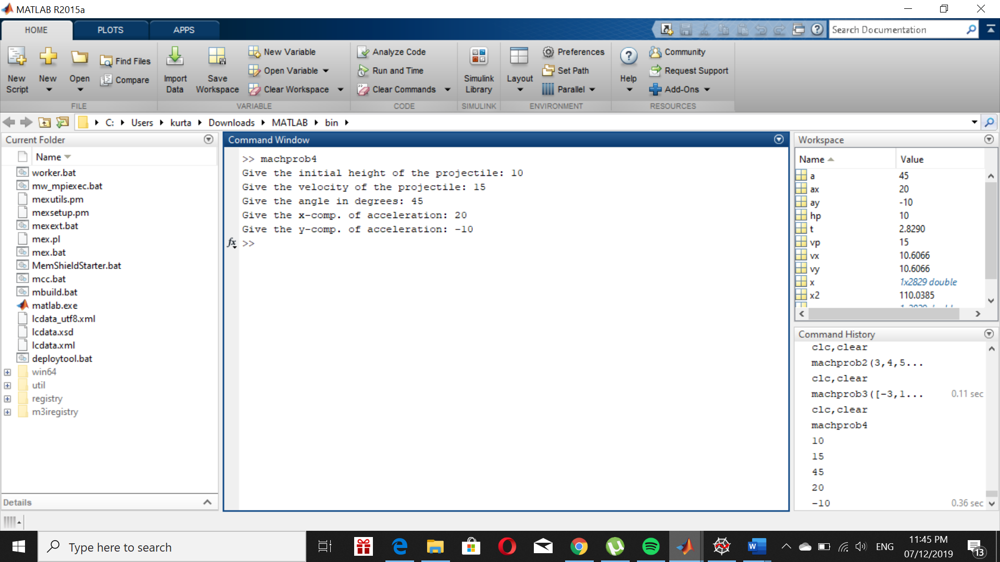 MATLAB R2015a
HOME
PLOTS
APPS
Search Documentation
New Script
New
Open
Find Files
Compare
FILE
Import Data
Save Workspace
New Variable
Open Variable
Clear Workspace
VARIABLE
Analyze Code
Run and Time
Clear Commands
CODE
Simulink Library
SIMULINK
Layout
Preferences
Set Path
Parallel
ENVIRONMENT
Help
Community
Request Support
Add-Ons
RESOURCES
C: Users kurta Downloads MATLAB bin
Current Folder
Name
worker.bat
mw_mpiexec.bat
mexutils.pm
mexsetup.pm
mexext.bat
mex.pl
mex.bat
MemShieldStarter.bat
mcc.bat
mbuild.bat
matlab.exe
lcdata_utf8.xml
lcdata.xsd
lcdata.xml
deploytool.bat
win64
util
registry
m3iregistry
Details
Command Window
>> machprob4
Give the initial height of the projectile: 10
Give the velocity of the projectile: 15
Give the angle in degrees: 45
Give the x-comp. of acceleration: 20
Give the y-comp. of acceleration: -10
fx >>
Workspace
Name Value
a 45
ax 20
ay -10
hp 10
t 2.8290
vp 15
vx 10.6066
vy 10.6066
x 1x2829 double
x2 110.0385
Command History
clc,clear
machprob2(3,4,5...
clc,clear
machprob3([-3,1... 0.11 sec
clc,clear
machprob4
10
15
45
20
-10 0.36 sec
Type here to search
ENG
11:45 PM
07/12/2019
13